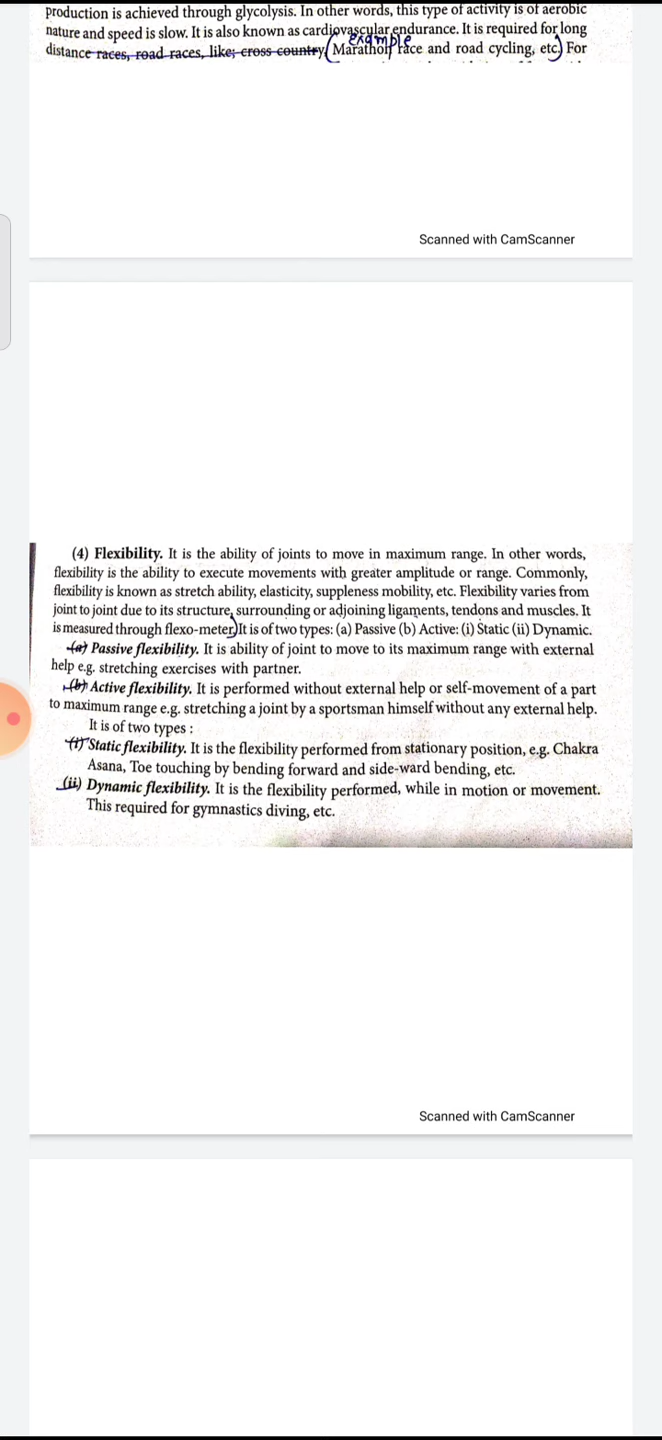 Production is achieved through glycolysis. In other words, this type of activity is of aerobic
nature and speed is slow. It is also known as cardiovascular endurance. It is required for long
Example
distance races, road races, like; cross country (Marathon race and road cycling, etc.) For
Scanned with CamScanner
(4) Flexibility. It is the ability of joints to move in maximum range. In other words,
flexibility is the ability to execute movements with greater amplitude or range. Commonly,
flexibility is known as stretch ability, elasticity, suppleness mobility, etc. Flexibility varies from
joint to joint due to its structure, surrounding or adjoining ligaments, tendons and muscles. It
is measured through flexo-meter) It is of two types: (a) Passive (b) Active: (i) Static (ii) Dynamic.
(a) Passive flexibility. It is ability of joint to move to its maximum range with external
help e.g. stretching exercises with partner.
(b) Active flexibility. It is performed without external help or self-movement of a part
to maximum range e.g. stretching a joint by a sportsman himself without any external help.
It is of two types :
(i) Static flexibility. It is the flexibility performed from stationary position, e.g. Chakra
Asana, Toe touching by bending forward and side-ward bending, etc.
(ii) Dynamic flexibility. It is the flexibility performed, while in motion or movement.
This required for gymnastics diving, etc.
Scanned with CamScanner